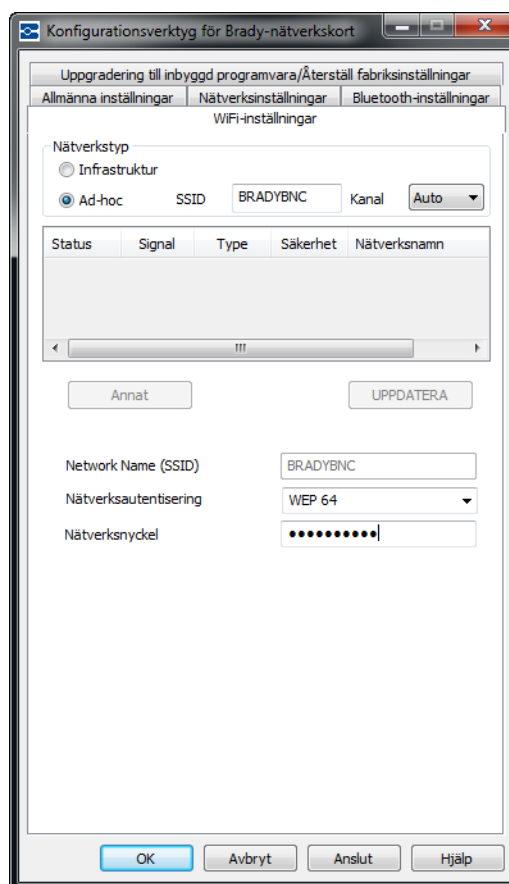 Konfigurationsverktyg för Brady-nätverkskort
Uppgradering till inbyggd programvara/Återställ fabriksinställningar
Allmänna inställningar Nätverksinställningar Bluetooth-inställningar
WiFi-inställningar
Nätverkstyp
Infrastruktur
Ad-hoc SSID BRADYBNC Kanal Auto
Status Signal Type Säkerhet Nätverksnamn
Annat UPPDATERA
Network Name (SSID) BRADYBNC
Nätverksautentisering WEP 64
Nätverksnyckel ●●●●●●●●●●
OK Avbryt Anslut Hjälp